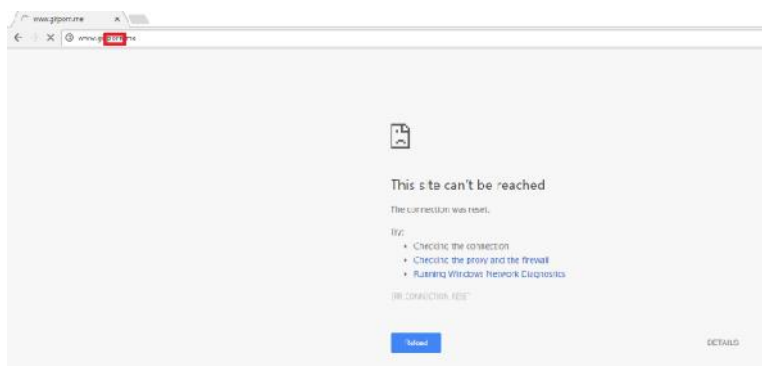 This site can't be reached
The connection was reset.
Try:
Checking the connection
Checking the proxy and the firewall
Running Windows Network Diagnostics
ERR_CONNECTION_RESET
Reload
DETAILS